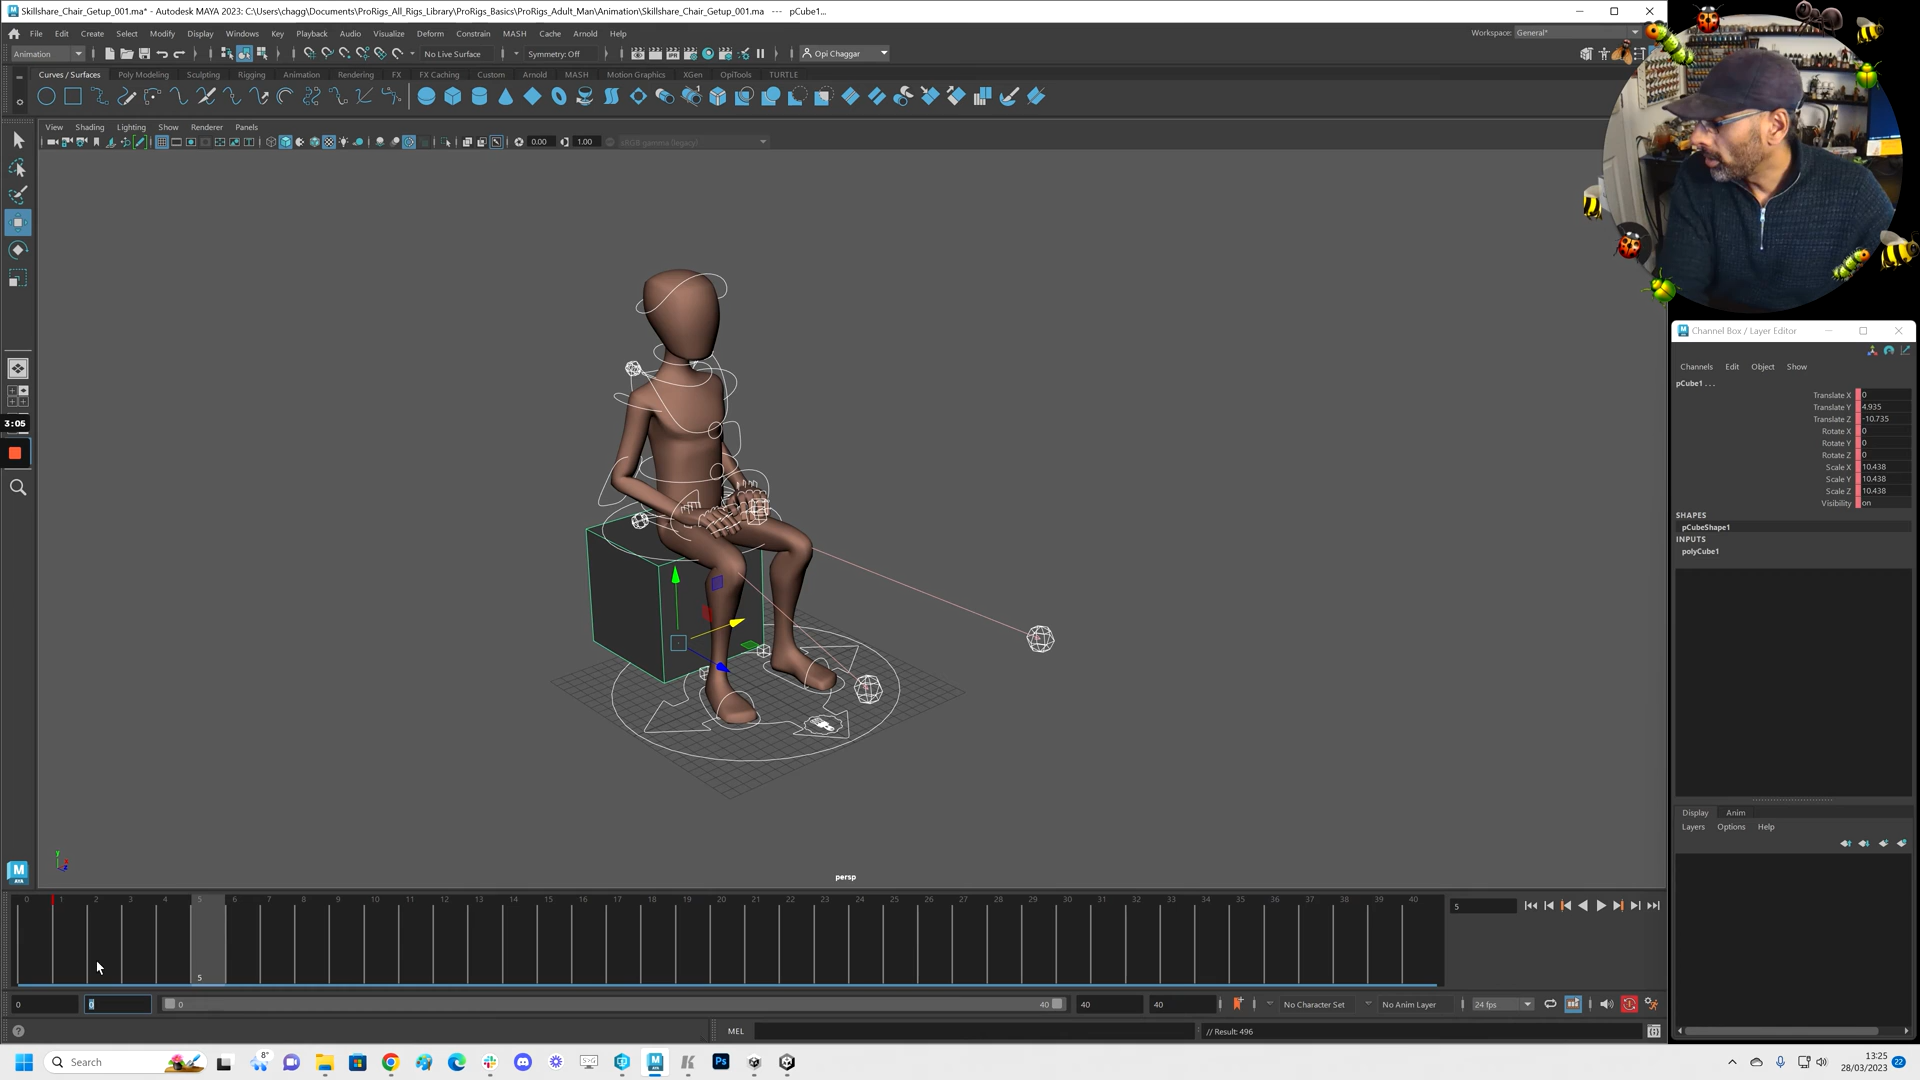 Skillshare_Chair_Getup_001.ma* - Autodesk MAYA 2023: C:\Users\chagg\Documents\ProRigs_All_Rigs_Library\ProRigs_Basics\ProRigs_Adult_Man\Animation\Skillshare_Chair_Getup_001.ma --- pCube1...
File Edit Create Select Modify Display Windows Key Playback Audio Visualize Deform Constrain MASH Cache Arnold Help
Workspace: General*
Animation
No Live Surface
Symmetry: Off
Opi Chaggar
Curves / Surfaces Poly Modeling Sculpting Rigging Animation Rendering FX FX Caching Custom Arnold MASH Motion Graphics XGen OpiTools TURTLE
View Shading Lighting Show Renderer Panels
0.00 1.00 sRGB gamma (legacy)
Channel Box / Layer Editor
Channels Edit Object Show
pCube1 . . .
Translate X 0
Translate Y 4.935
Translate Z -10.735
Rotate X 0
Rotate Y 0
Rotate Z 0
Scale X 10.438
Scale Y 10.438
Scale Z 10.438
Visibility on
SHAPES
pCubeShape1
INPUTS
polyCube1
3:05
Display Anim
Layers Options Help
persp
0 1 2 3 4 5 6 7 8 9 10 11 12 13 14 15 16 17 18 19 20 21 22 23 24 25 26 27 28 29 30 31 32 33 34 35 36 37 38 39 40
5
5
0 0 0 40 40 40 No Character Set No Anim Layer 24 fps
MEL
// Result: 496
Search
8°
13:25
28/03/2023
22